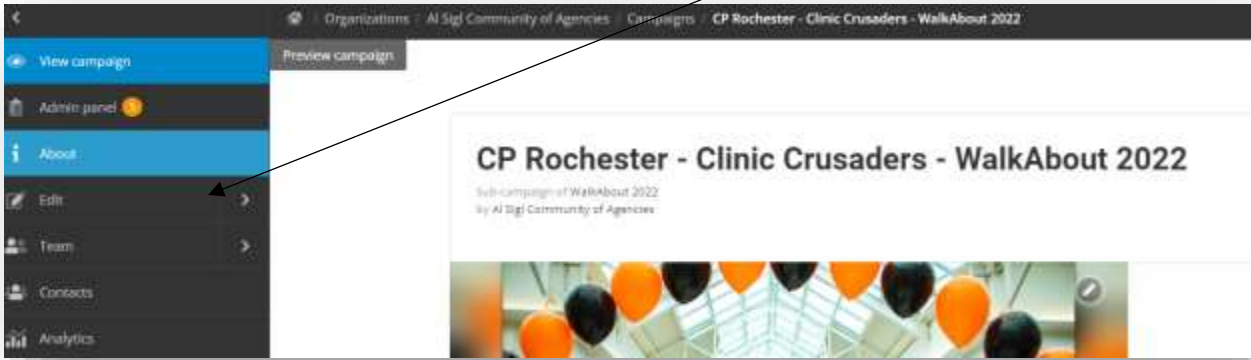 Organizations / Al Sigl Community of Agencies / Campaigns / CP Rochester - Clinic Crusaders - WalkAbout 2022
View campaign
Preview campaign
Admin panel
About
CP Rochester - Clinic Crusaders - WalkAbout 2022
Sub-campaign of WalkAbout 2022
by Al Sigl Community of Agencies
Edit
Team
Contacts
Analytics